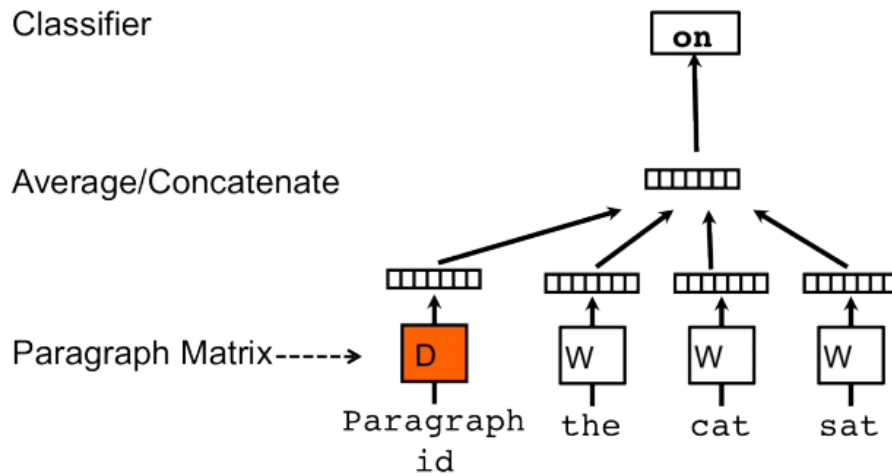 Classifier
on
Average/Concatenate
Paragraph Matrix
D
W
W
W
Paragraph
id
the
cat
sat